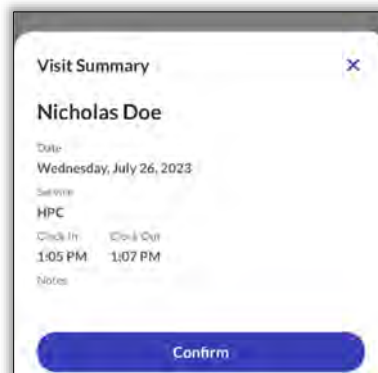 Visit Summary
Nicholas Doe
Date
Wednesday, July 26, 2023
Service
HPC
Clock In Clock Out
1:05 PM 1:07 PM
Notes
Confirm